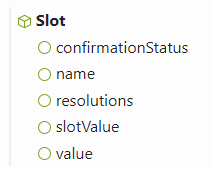 Slot
confirmationStatus
name
resolutions
slotValue
value